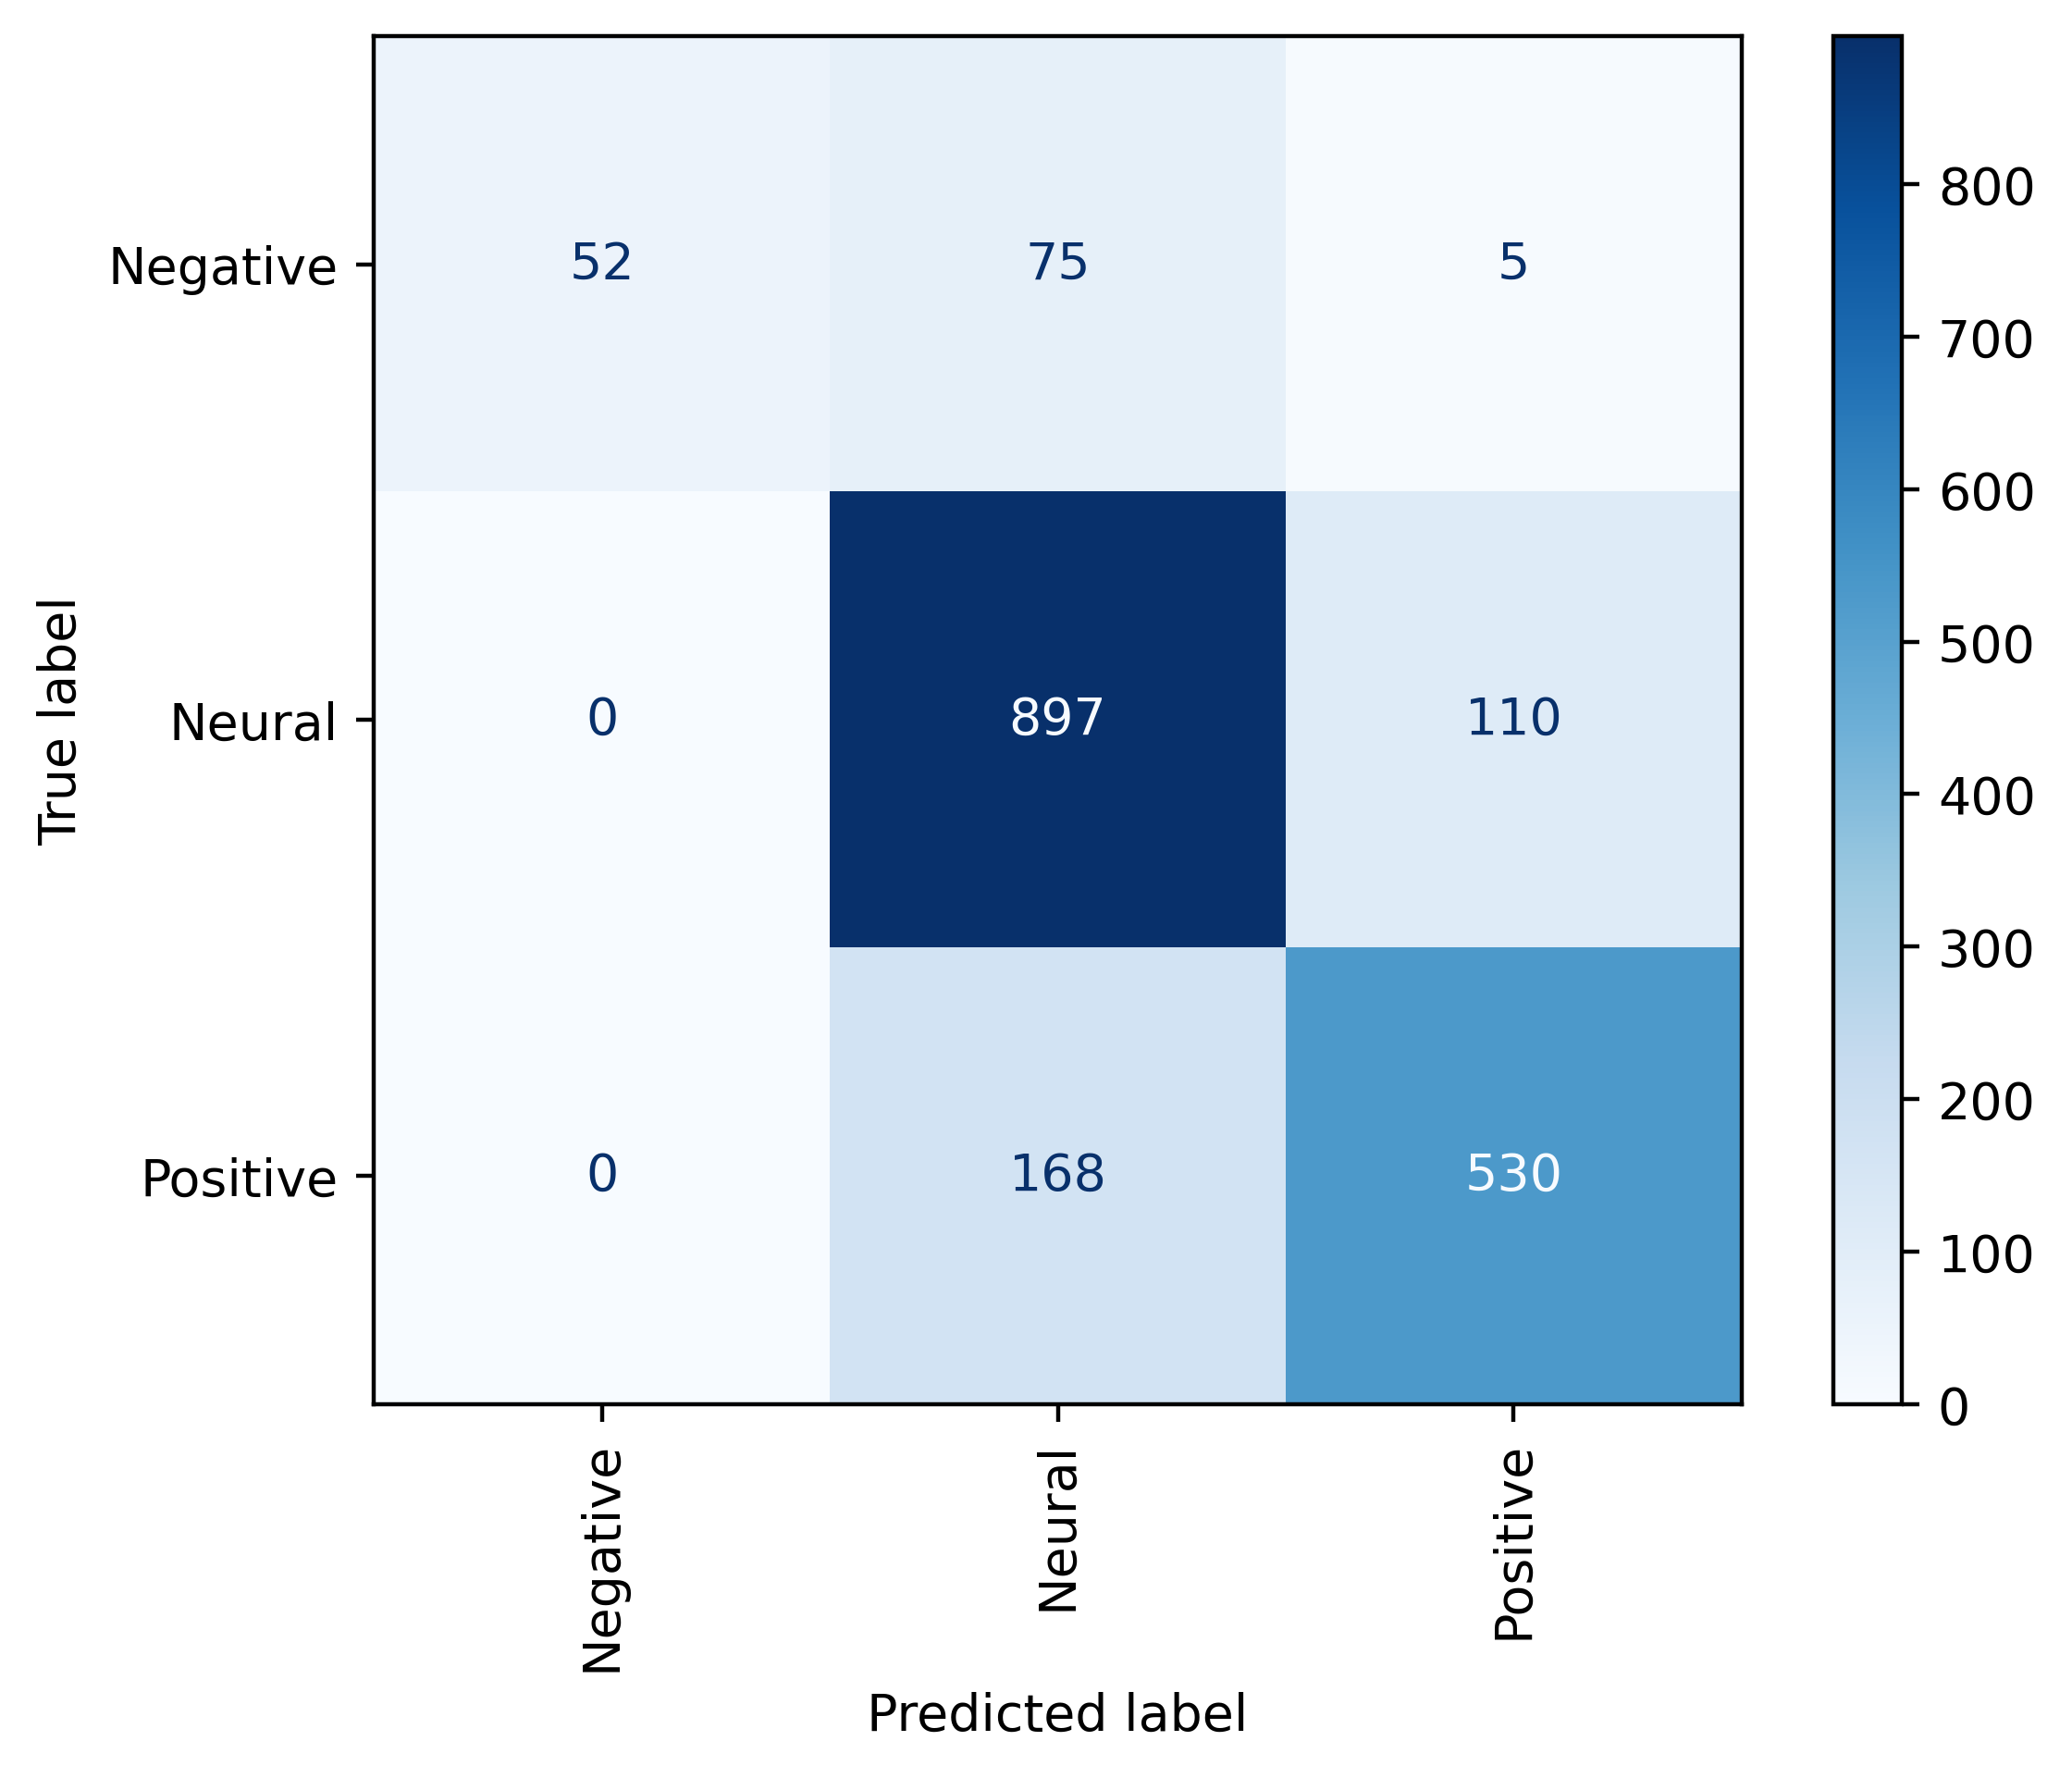 Negative 52 75 5
Neural 0 897 110
Positive 0 168 530
True label
Negative Neural Positive
Predicted label
800
700
600
500
400
300
200
100
0